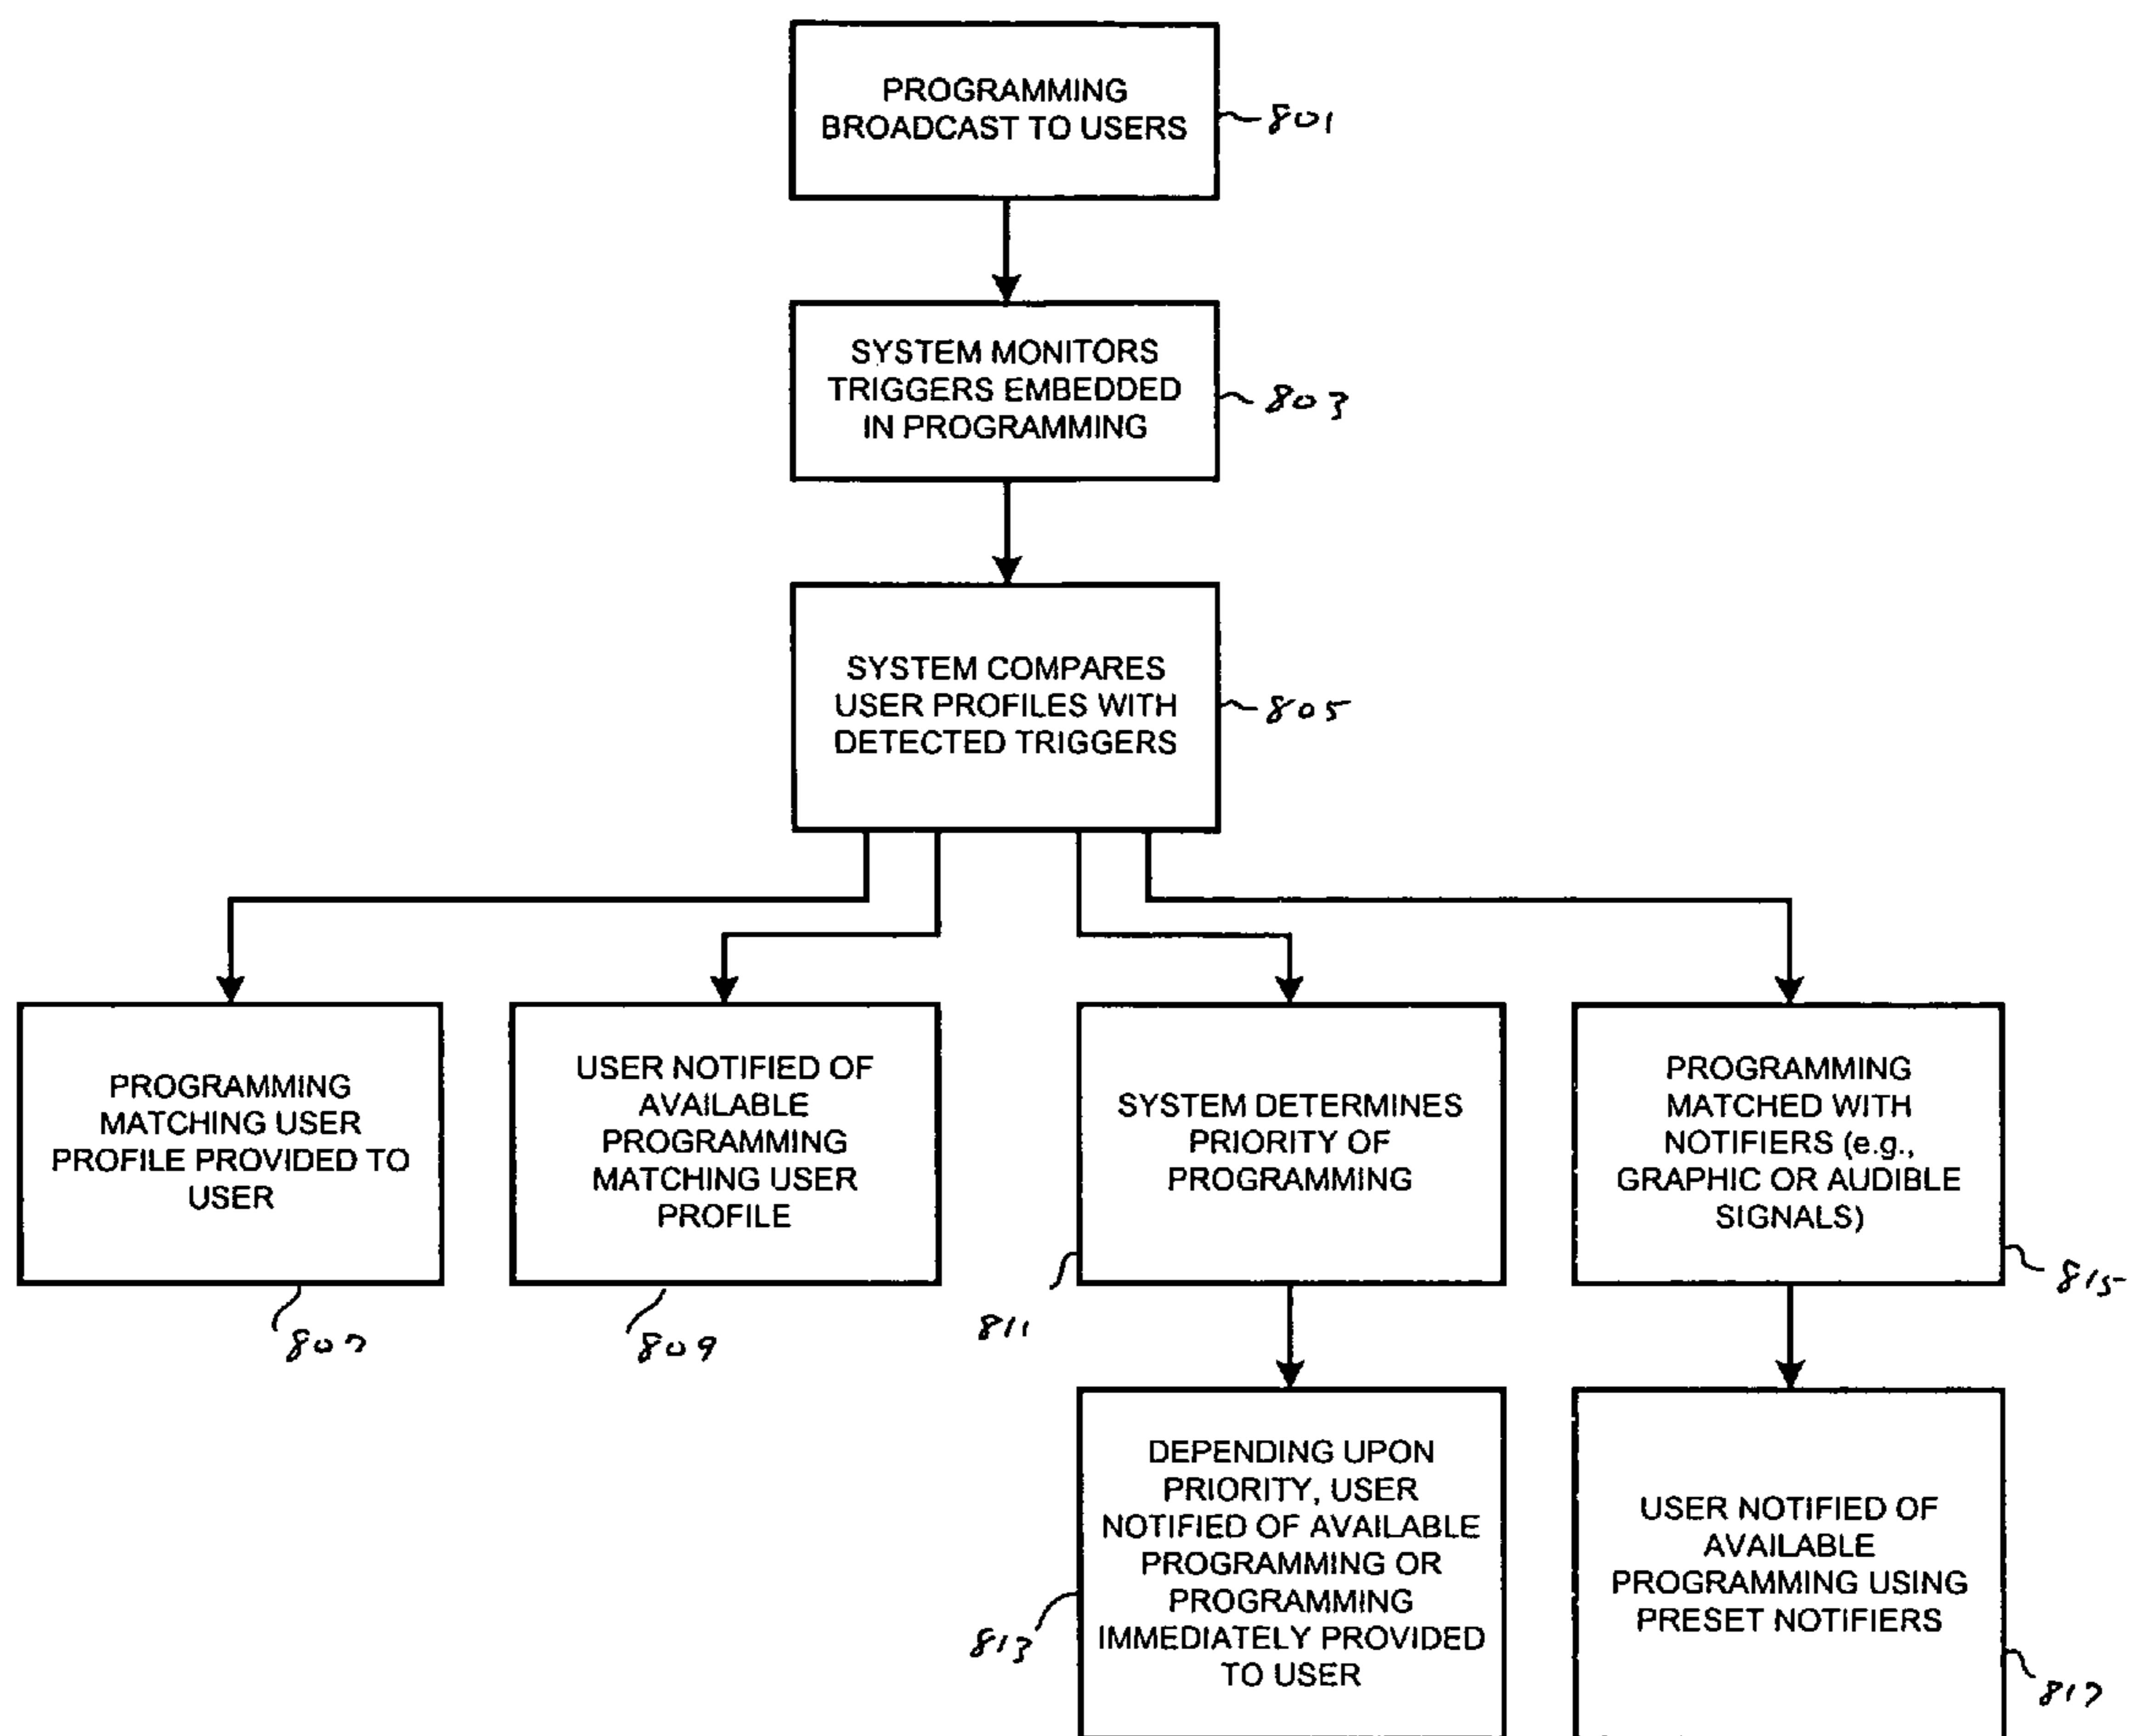 PROGRAMMING
BROADCAST TO USERS
801
SYSTEM MONITORS
TRIGGERS EMBEDDED
IN PROGRAMMING
803
SYSTEM COMPARES
USER PROFILES WITH
DETECTED TRIGGERS
805
PROGRAMMING
MATCHING USER
PROFILE PROVIDED TO
USER
807
USER NOTIFIED OF
AVAILABLE
PROGRAMMING
MATCHING USER
PROFILE
809
SYSTEM DETERMINES
PRIORITY OF
PROGRAMMING
811
PROGRAMMING
MATCHED WITH
NOTIFIERS (e.g.,
GRAPHIC OR AUDIBLE
SIGNALS)
815
DEPENDING UPON
PRIORITY, USER
NOTIFIED OF AVAILABLE
PROGRAMMING OR
PROGRAMMING
IMMEDIATELY PROVIDED
TO USER
813
USER NOTIFIED OF
AVAILABLE
PROGRAMMING USING
PRESET NOTIFIERS
817